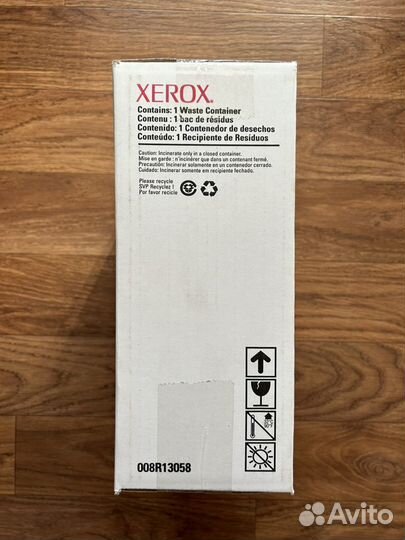 XEROX.
Contains: 1 Waste Container
Contenu : 1 bac de résidus
Contenido: 1 Contenedor de desechos
Conteúdo: 1 Recipiente de Resíduos
Caution: Incinerate only in a closed container.
Mise en garde : n'incinérer que dans un contenant fermé.
Precaución: Incinerar solamente en un contenedor cerrado.
Cuidado: Incinerar somente em recipiente fechado.
Please recycle
SVP Recyclez !
Por favor recicle
008R13058
Avito